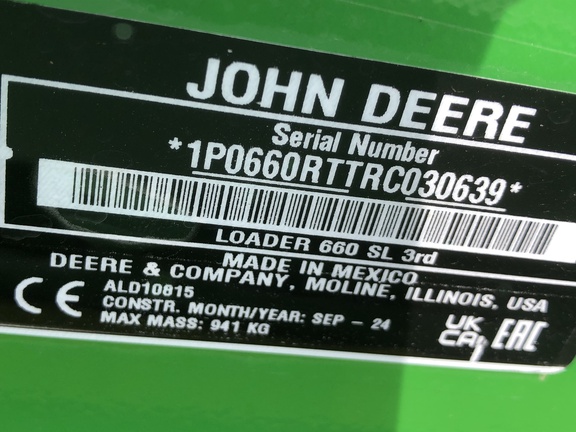 JOHN DEERE
Serial Number
*1P0660RTTRC030639*
LOADER 660 SL 3rd
MADE IN MEXICO
DEERE & COMPANY, MOLINE, ILLINOIS, USA
ALD10815
CONSTR. MONTH/YEAR: SEP - 24
MAX MASS: 941 KG
CE
UK
CA
EAC